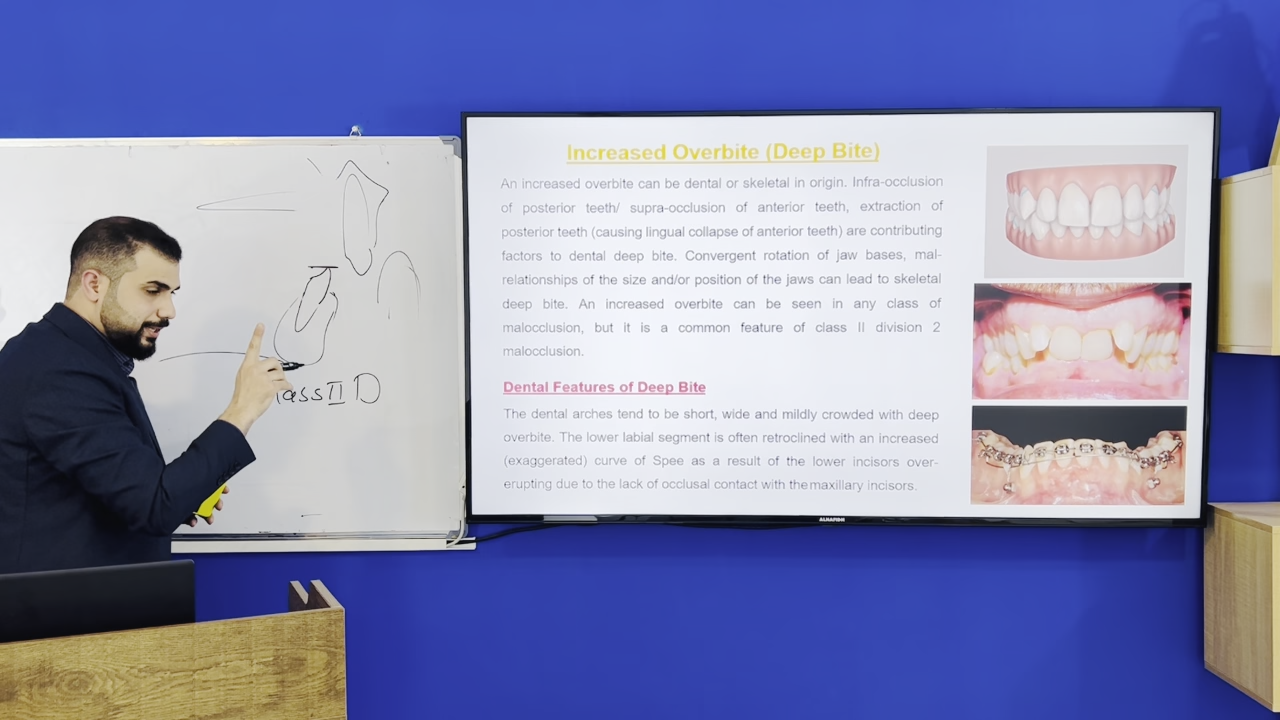 lass II D
Increased Overbite (Deep Bite)
An increased overbite can be dental or skeletal in origin. Infra-occlusion
of posterior teeth/ supra-occlusion of anterior teeth, extraction of
posterior teeth (causing lingual collapse of anterior teeth) are contributing
factors to dental deep bite. Convergent rotation of jaw bases, mal-
relationships of the size and/or position of the jaws can lead to skeletal
deep bite. An increased overbite can be seen in any class of
malocclusion, but it is a common feature of class II division 2
malocclusion.
Dental Features of Deep Bite
The dental arches tend to be short, wide and mildly crowded with deep
overbite. The lower labial segment is often retroclined with an increased
(exaggerated) curve of Spee as a result of the lower incisors over-
erupting due to the lack of occlusal contact with the maxillary incisors.
ALHAFIDH